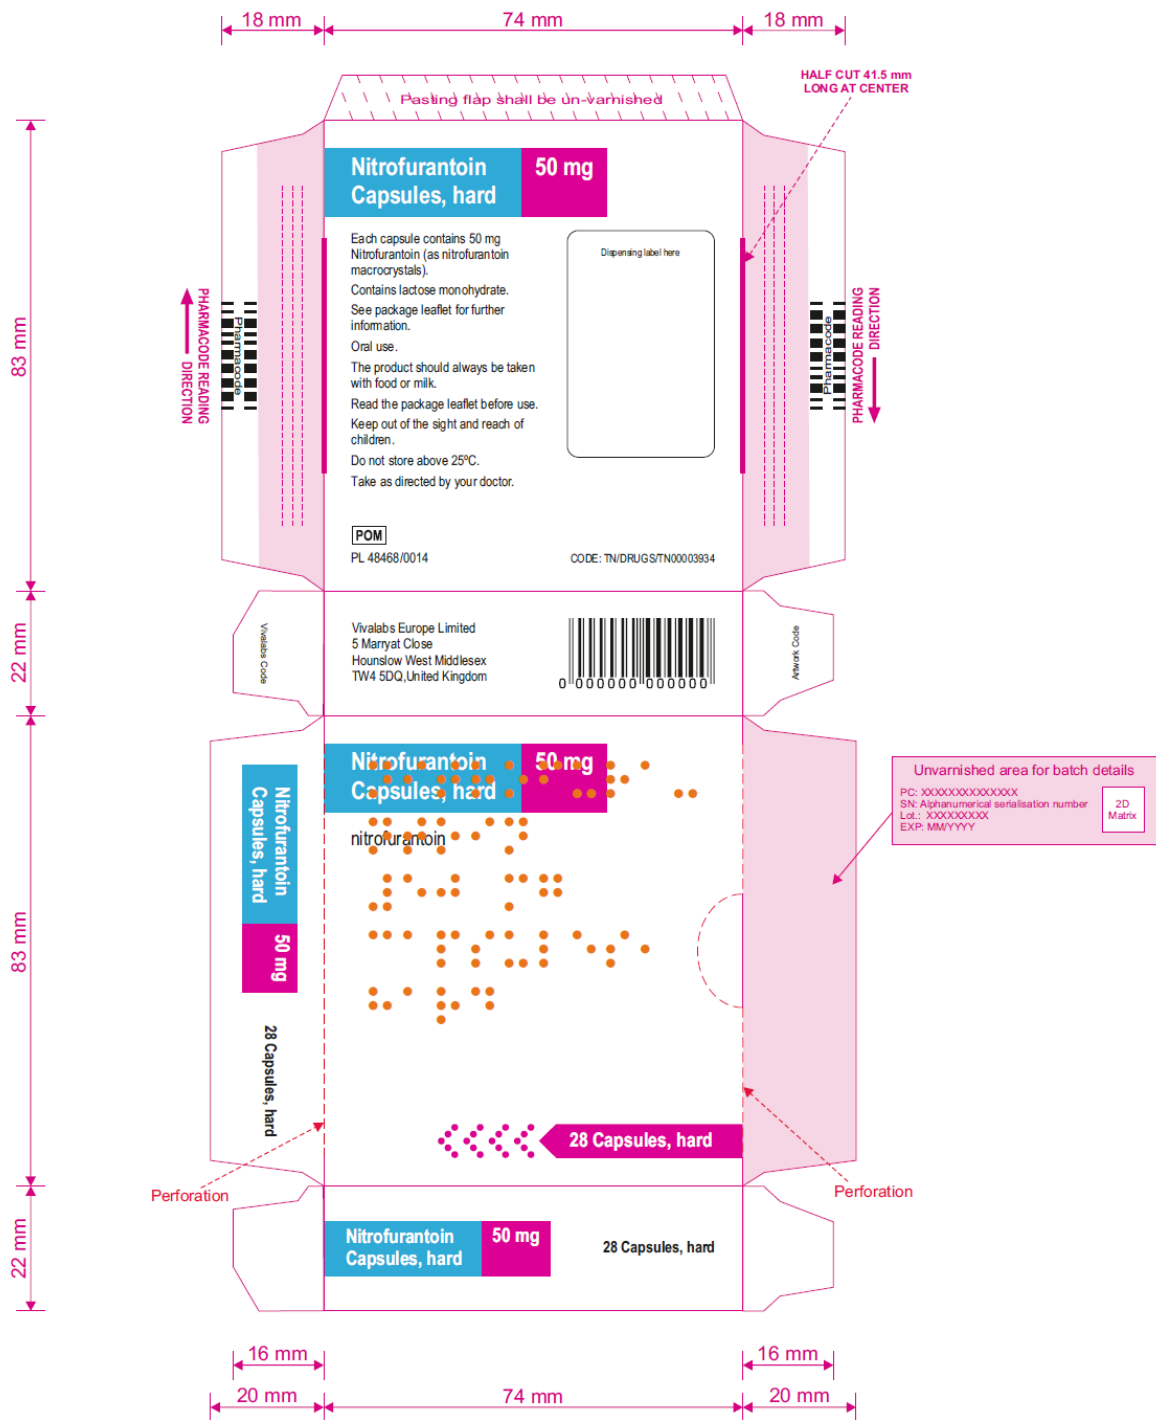 18 mm
74 mm
18 mm
HALF CUT 41.5 mm
LONG AT CENTER
Pasting flap shall be un-varnished
83 mm
Nitrofurantoin
Capsules, hard
50 mg
Each capsule contains 50 mg
Nitrofurantoin (as nitrofurantoin
macrocrystals).
Contains lactose monohydrate.
See package leaflet for further
information.
Oral use.
The product should always be taken
with food or milk.
Read the package leaflet before use.
Keep out of the sight and reach of
children.
Do not store above 25ºC.
Take as directed by your doctor.
Dispensing label here
POM
PL 48468/0014
CODE: TN/DRUGS/TN00003934
PHARMACODE READING
DIRECTION
Pharmacode
Pharmacode
PHARMACODE READING
DIRECTION
22 mm
Vivalabs Code
Vivalabs Europe Limited
5 Marryat Close
Hounslow West Middlesex
TW4 5DQ,United Kingdom
0 000000 000000
Artwork Code
83 mm
Nitrofurantoin
Capsules, hard
50 mg
28 Capsules, hard
Nitrofurantoin
Capsules, hard
50 mg
nitrofurantoin
28 Capsules, hard
Unvarnished area for batch details
PC: XXXXXXXXXXXXXX
SN: Alphanumerical serialisation number
Lot.: XXXXXXXXX
EXP: MM/YYYY
2D
Matrix
Perforation
Perforation
22 mm
Nitrofurantoin
Capsules, hard
50 mg
28 Capsules, hard
16 mm
16 mm
20 mm
74 mm
20 mm